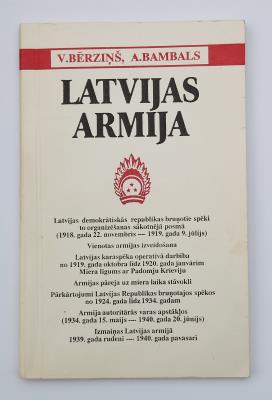 V.BĒRZIŅŠ, A.BAMBALS
LATVIJAS
ARMIJA
Latvijas demokrātiskās republikas bruņotie spēki
to organizēšanas sākotnējā posmā
(1918. gada 22. novembris — 1919. gada 9. jūlijs)
Vienotas armijas izveidošana
Latvijas karaspēka operatīvā darbība
no 1919. gada oktobra līdz 1920. gada janvārim
Miera līgums ar Padomju Krieviju
Armijas pāreja uz miera laika stāvokli
Pārkārtojumi Latvijas Republikas bruņotajos spēkos
no 1924. gada līdz 1934. gadam
Armija autoritārās varas apstākļos
(1934. gada 15. maijs — 1940. gada 20. jūnijs)
Izmaiņas Latvijas armijā
1939. gada rudenī — 1940. gada pavasarī